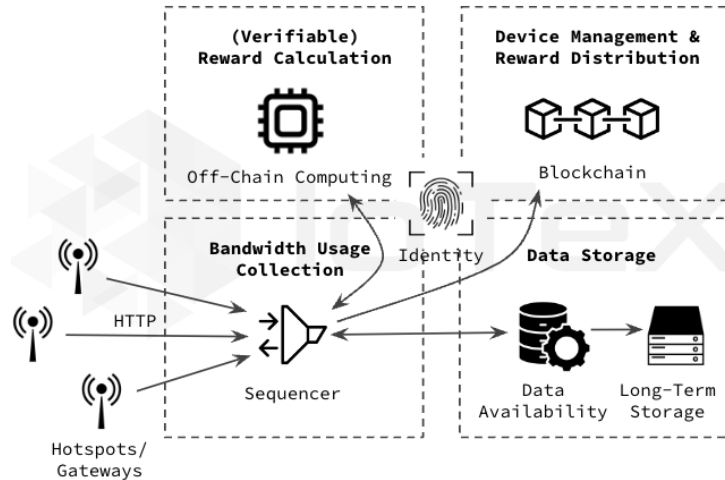 (Verifiable)
Reward Calculation
Off-Chain Computing
Device Management &
Reward Distribution
Blockchain
Identity
Bandwidth Usage
Collection
Sequencer
HTTP
Hotspots/
Gateways
Data Storage
Data
Availability
Long-Term
Storage
IoTeX